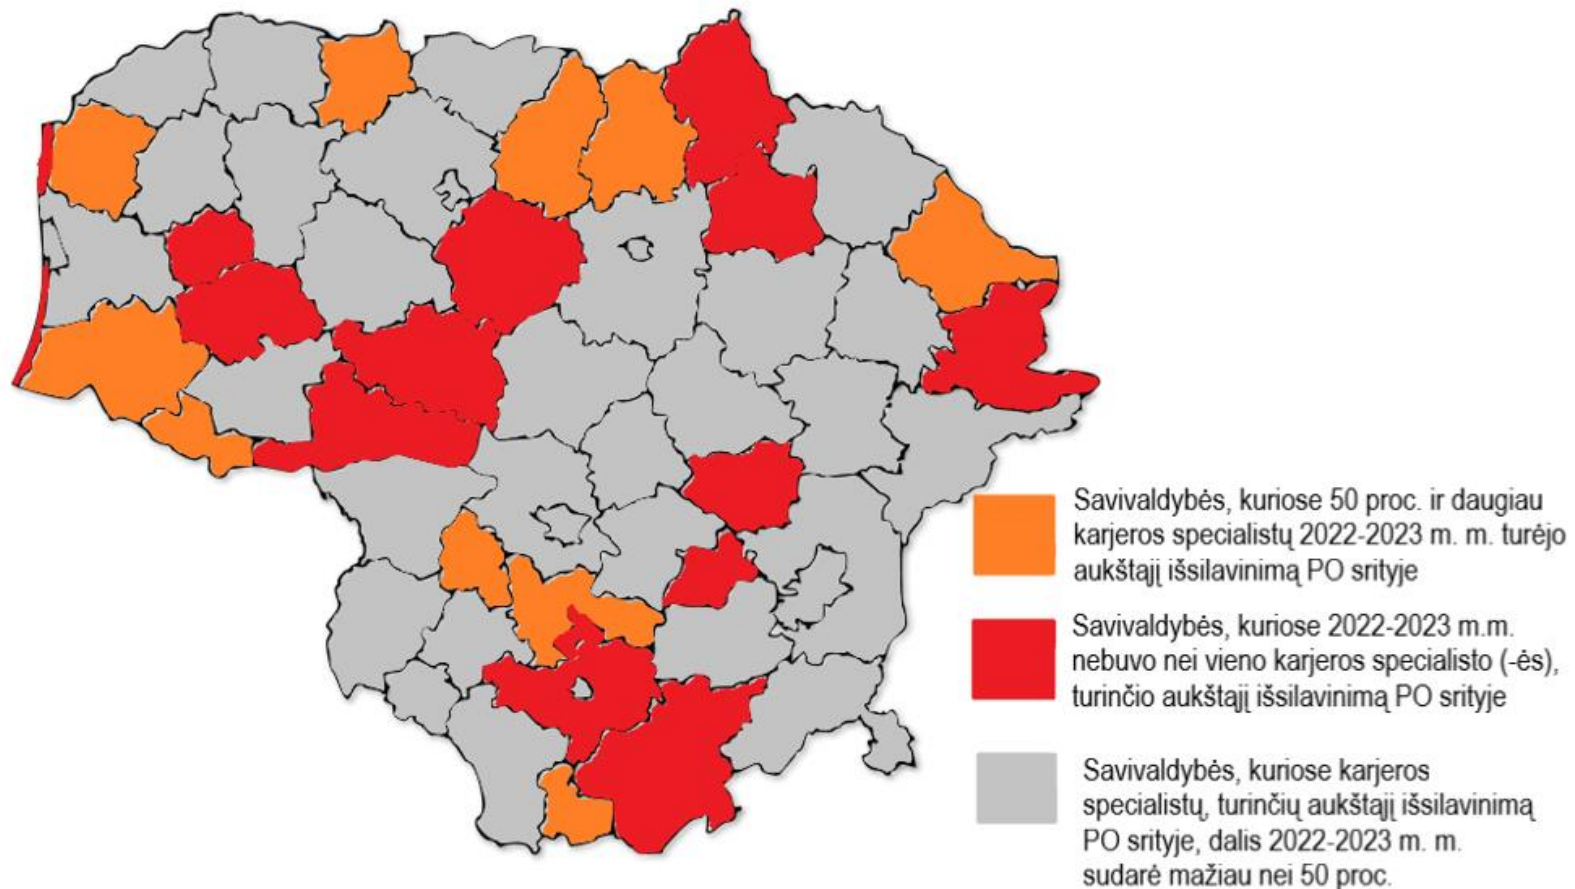 Savivaldybės, kuriose 50 proc. ir daugiau
karjeros specialistų 2022-2023 m. m. turėjo
aukštąjį išsilavinimą PO srityje
Savivaldybės, kuriose 2022-2023 m.m.
nebuvo nei vieno karjeros specialisto (-ės),
turinčio aukštąjį išsilavinimą PO srityje
Savivaldybės, kuriose karjeros
specialistų, turinčių aukštąjį išsilavinimą
PO srityje, dalis 2022-2023 m. m.
sudarė mažiau nei 50 proc.